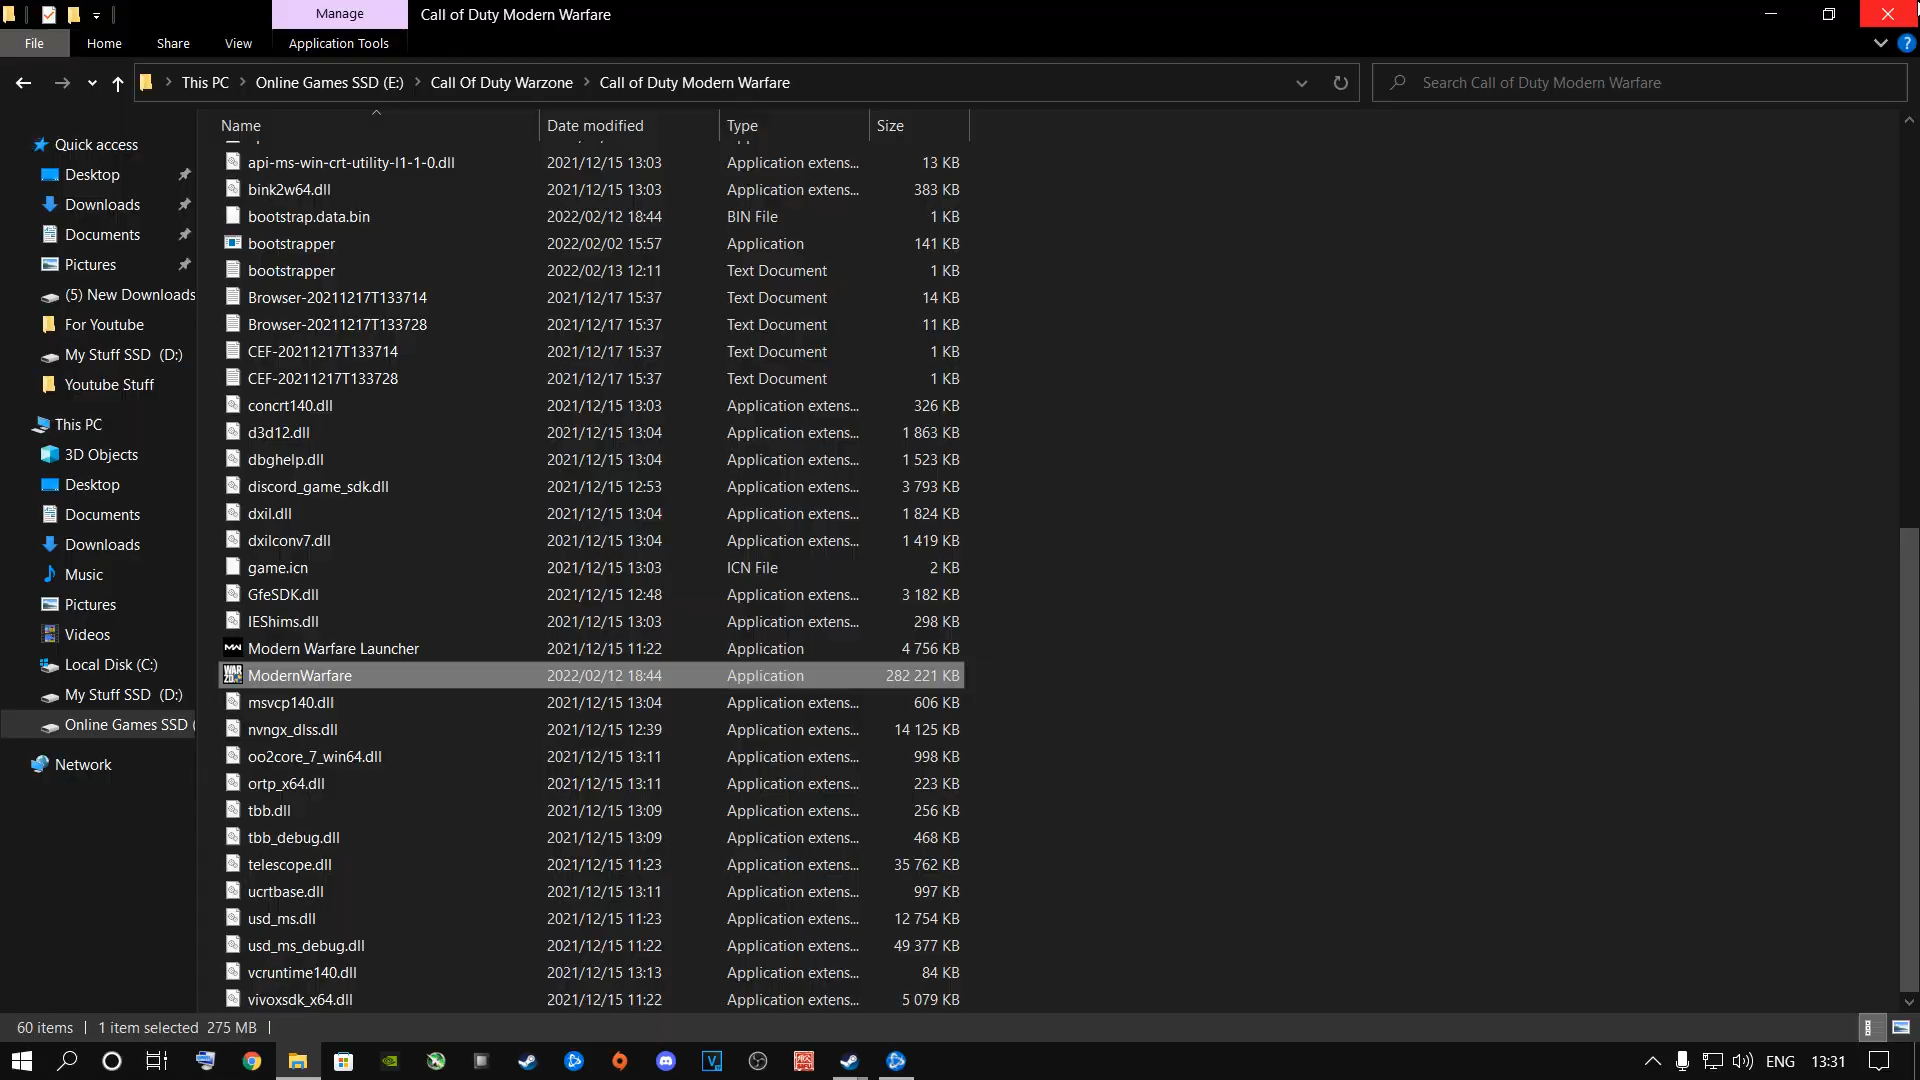 Manage
Call of Duty Modern Warfare
File
Home
Share
View
Application Tools
This PC
Online Games SSD (E:)
Call Of Duty Warzone
Call of Duty Modern Warfare
Search Call of Duty Modern Warfare
Name
Date modified
Type
Size
Quick access
Desktop
Downloads
Documents
Pictures
(5) New Downloads
For Youtube
My Stuff SSD (D:)
Youtube Stuff
This PC
3D Objects
Desktop
Documents
Downloads
Music
Pictures
Videos
Local Disk (C:)
My Stuff SSD (D:)
Online Games SSD (
Network
api-ms-win-crt-utility-l1-1-0.dll 2021/12/15 13:03 Application extens... 13 KB
bink2w64.dll 2021/12/15 13:03 Application extens... 383 KB
bootstrap.data.bin 2022/02/12 18:44 BIN File 1 KB
bootstrapper 2022/02/02 15:57 Application 141 KB
bootstrapper 2022/02/13 12:11 Text Document 1 KB
Browser-20211217T133714 2021/12/17 15:37 Text Document 14 KB
Browser-20211217T133728 2021/12/17 15:37 Text Document 11 KB
CEF-20211217T133714 2021/12/17 15:37 Text Document 1 KB
CEF-20211217T133728 2021/12/17 15:37 Text Document 1 KB
concrt140.dll 2021/12/15 13:03 Application extens... 326 KB
d3d12.dll 2021/12/15 13:04 Application extens... 1 863 KB
dbghelp.dll 2021/12/15 13:04 Application extens... 1 523 KB
discord_game_sdk.dll 2021/12/15 12:53 Application extens... 3 793 KB
dxil.dll 2021/12/15 13:04 Application extens... 1 824 KB
dxilconv7.dll 2021/12/15 13:04 Application extens... 1 419 KB
game.icn 2021/12/15 13:03 ICN File 2 KB
GfeSDK.dll 2021/12/15 12:48 Application extens... 3 182 KB
IEShims.dll 2021/12/15 13:03 Application extens... 298 KB
Modern Warfare Launcher 2021/12/15 11:22 Application 4 756 KB
ModernWarfare 2022/02/12 18:44 Application 282 221 KB
msvcp140.dll 2021/12/15 13:04 Application extens... 606 KB
nvngx_dlss.dll 2021/12/15 12:39 Application extens... 14 125 KB
oo2core_7_win64.dll 2021/12/15 13:11 Application extens... 998 KB
ortp_x64.dll 2021/12/15 13:11 Application extens... 223 KB
tbb.dll 2021/12/15 13:09 Application extens... 256 KB
tbb_debug.dll 2021/12/15 13:09 Application extens... 468 KB
telescope.dll 2021/12/15 11:23 Application extens... 35 762 KB
ucrtbase.dll 2021/12/15 13:11 Application extens... 997 KB
usd_ms.dll 2021/12/15 11:23 Application extens... 12 754 KB
usd_ms_debug.dll 2021/12/15 11:22 Application extens... 49 377 KB
vcruntime140.dll 2021/12/15 13:13 Application extens... 84 KB
vivoxsdk_x64.dll 2021/12/15 11:22 Application extens... 5 079 KB
60 items
1 item selected 275 MB
ENG
13:31